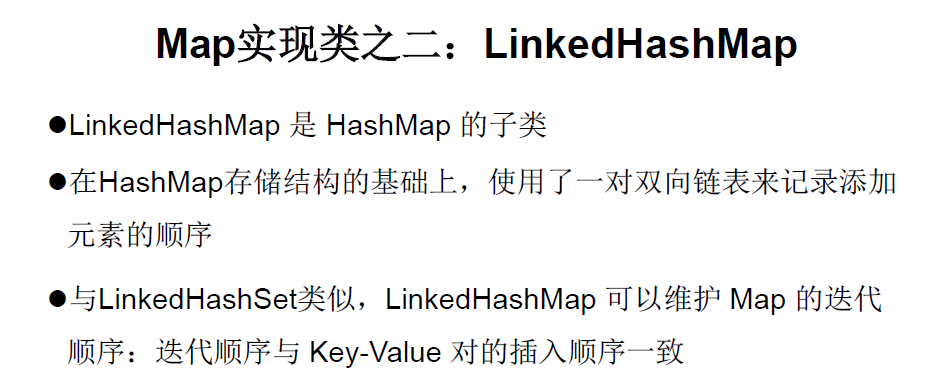 Map实现类之二：LinkedHashMap
●LinkedHashMap 是 HashMap 的子类
●在HashMap存储结构的基础上，使用了一对双向链表来记录添加
元素的顺序
●与LinkedHashSet类似，LinkedHashMap 可以维护 Map 的迭代
顺序：迭代顺序与 Key-Value 对的插入顺序一致